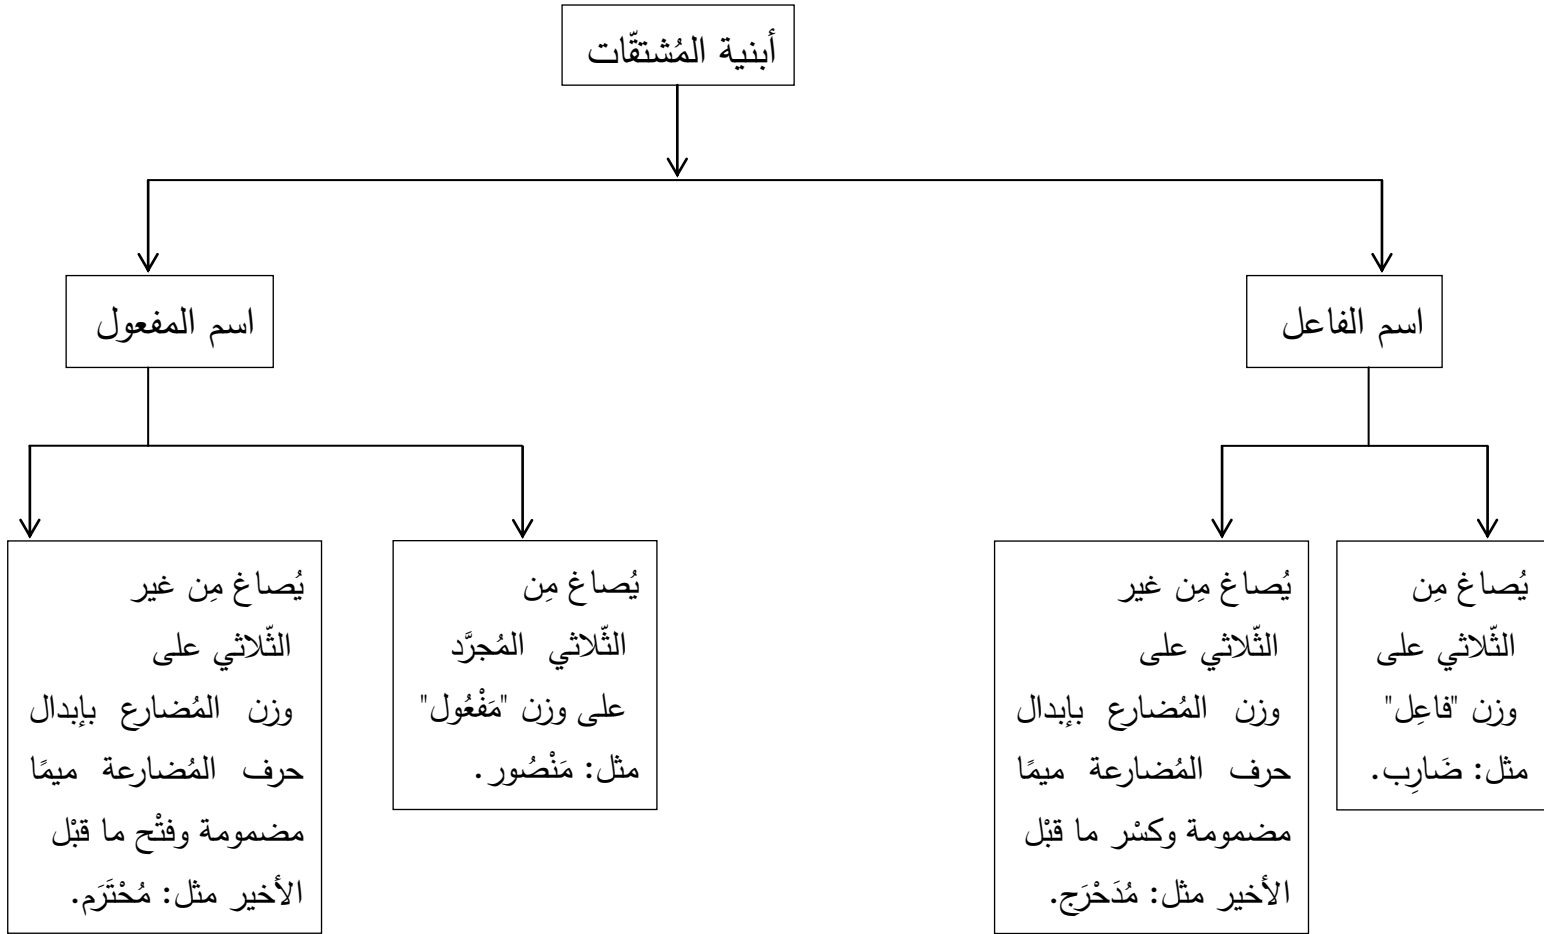 أبنية المُشتقّات
اسم الفاعل
اسم المفعول
يُصاغ مِن
الثّلاثي على
وزن "فاعِل"
مثل: ضَارِب.
يُصاغ مِن غير
الثّلاثي على
وزن المُضارع بإبدال
حرف المُضارعة ميمًا
مضمومة وكسْر ما قبْل
الأخير مثل: مُدَحْرَج.
يُصاغ مِن
الثّلاثي المُجرَّد
على وزن "مَفْعُول"
مثل: مَنْصُور.
يُصاغ مِن غير
الثّلاثي على
وزن المُضارع بإبدال
حرف المُضارعة ميمًا
مضمومة وفتْح ما قبْل
الأخير مثل: مُحْتَرَم.